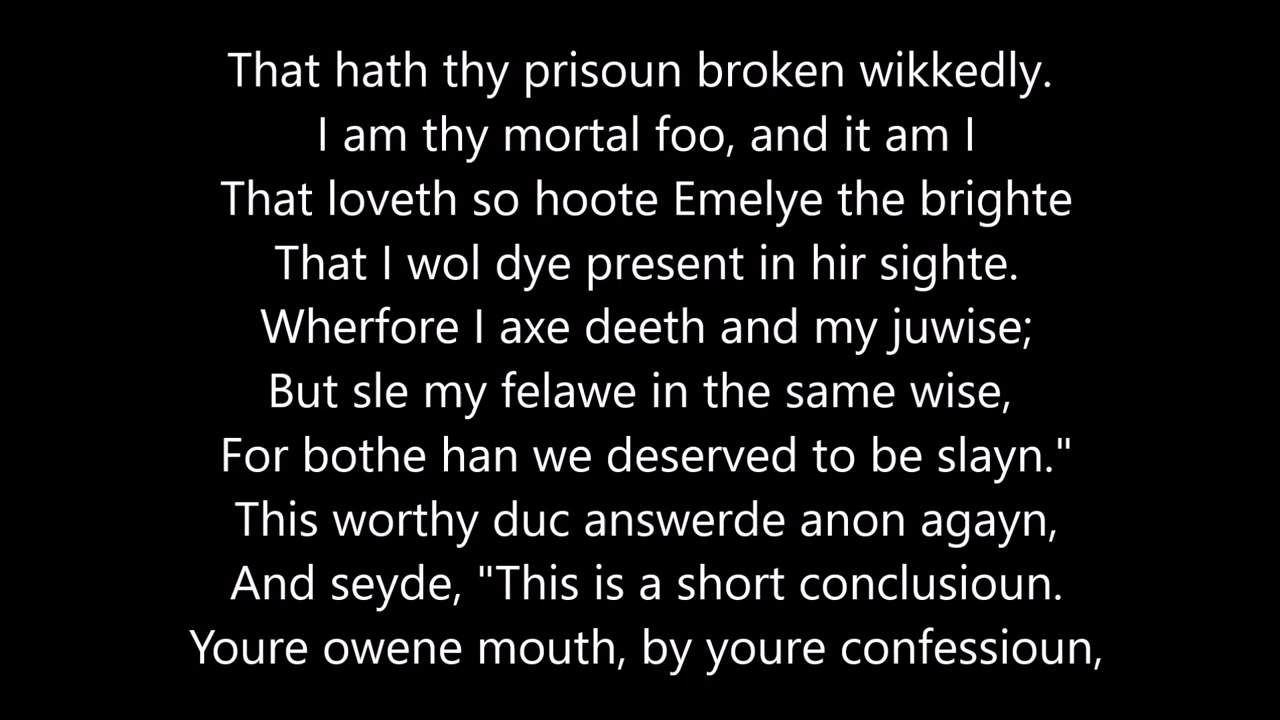 That hath thy prisoun broken wikkedly.
I am thy mortal foo, and it am I
That loveth so hoote Emelye the brighte
That I wol dye present in hir sighte.
Wherfore I axe deeth and my juwise;
But sle my felawe in the same wise,
For bothe han we deserved to be slayn."
This worthy duc answerde anon agayn,
And seyde, "This is a short conclusioun.
Youre owene mouth, by youre confessioun,